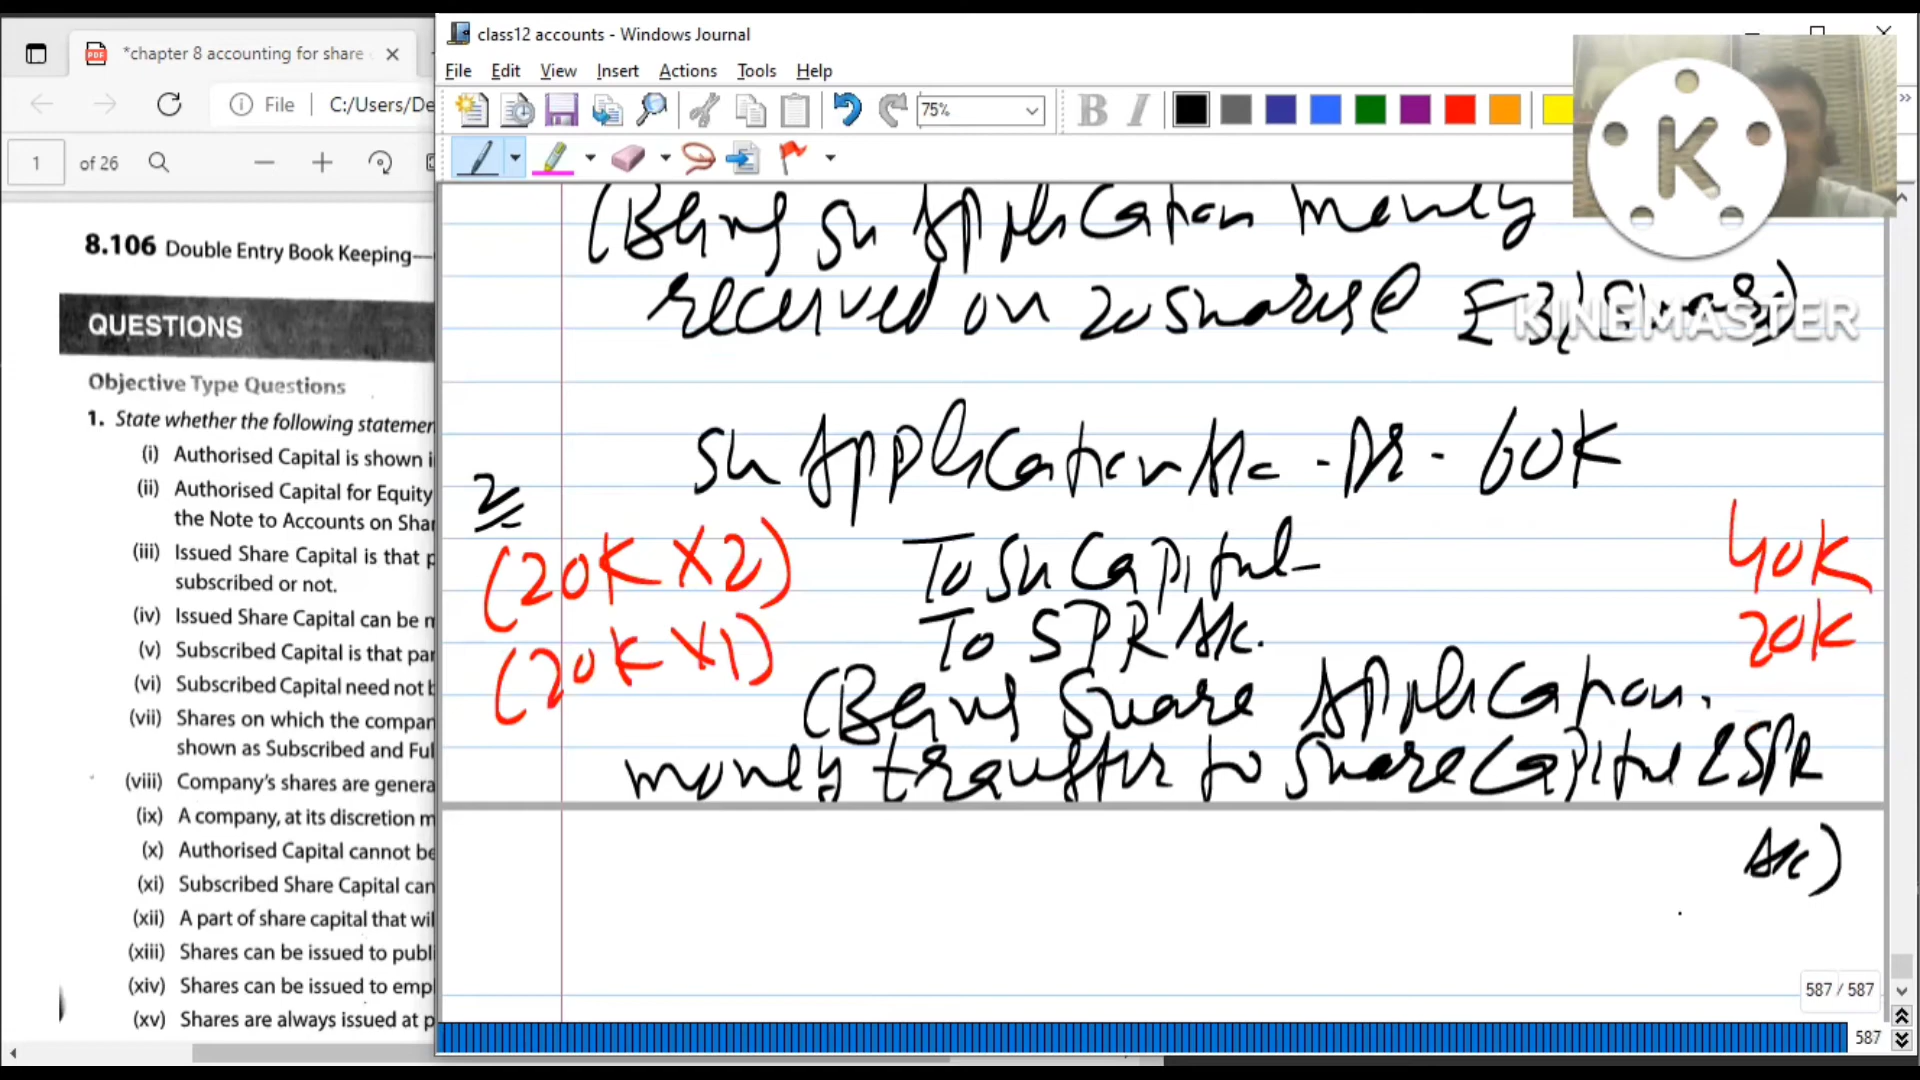 *chapter 8 accounting for share
File
C:/Users/De
1
of 26
8.106 Double Entry Book Keeping—
QUESTIONS
Objective Type Questions
1. State whether the following statemer
(i) Authorised Capital is shown i
(ii) Authorised Capital for Equity
the Note to Accounts on Shar
(iii) Issued Share Capital is that p
subscribed or not.
(iv) Issued Share Capital can be m
(v) Subscribed Capital is that par
(vi) Subscribed Capital need not b
(vii) Shares on which the compan
shown as Subscribed and Ful
(viii) Company's shares are genera
(ix) A company, at its discretion m
(x) Authorised Capital cannot be
(xi) Subscribed Share Capital can
(xii) A part of share capital that wil
(xiii) Shares can be issued to publi
(xiv) Shares can be issued to empl
(xv) Shares are always issued at p
class12 accounts - Windows Journal
File Edit View Insert Actions Tools Help
75%
B I
K
KINEMASTER
(Being sh Application money
received on 20 shares @
2
Sh Application A/c - Dr - 60K
(20K X 2) To Sh Capital- 40K
(20K X 1) To SPR A/c. 20K
(Being Share Application.
money transfer to Share Capital & SPR
A/c)
587 / 587
587